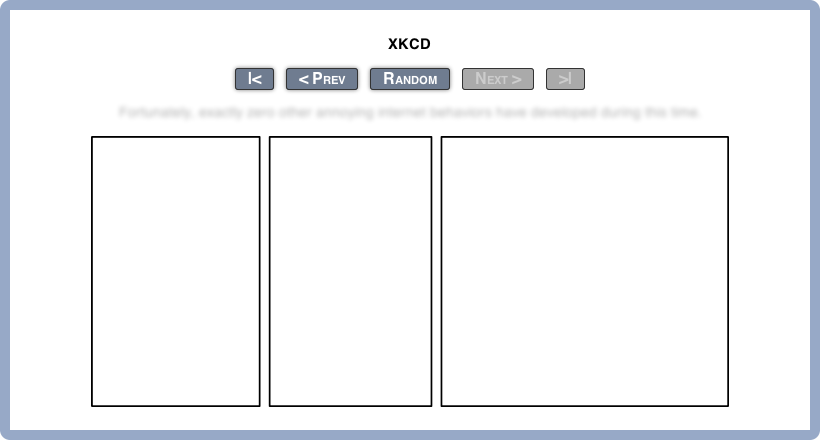 XKCD
|< < PREV RANDOM NEXT > >|
Fortunately, exactly zero other annoying internet behaviors have developed during this time.